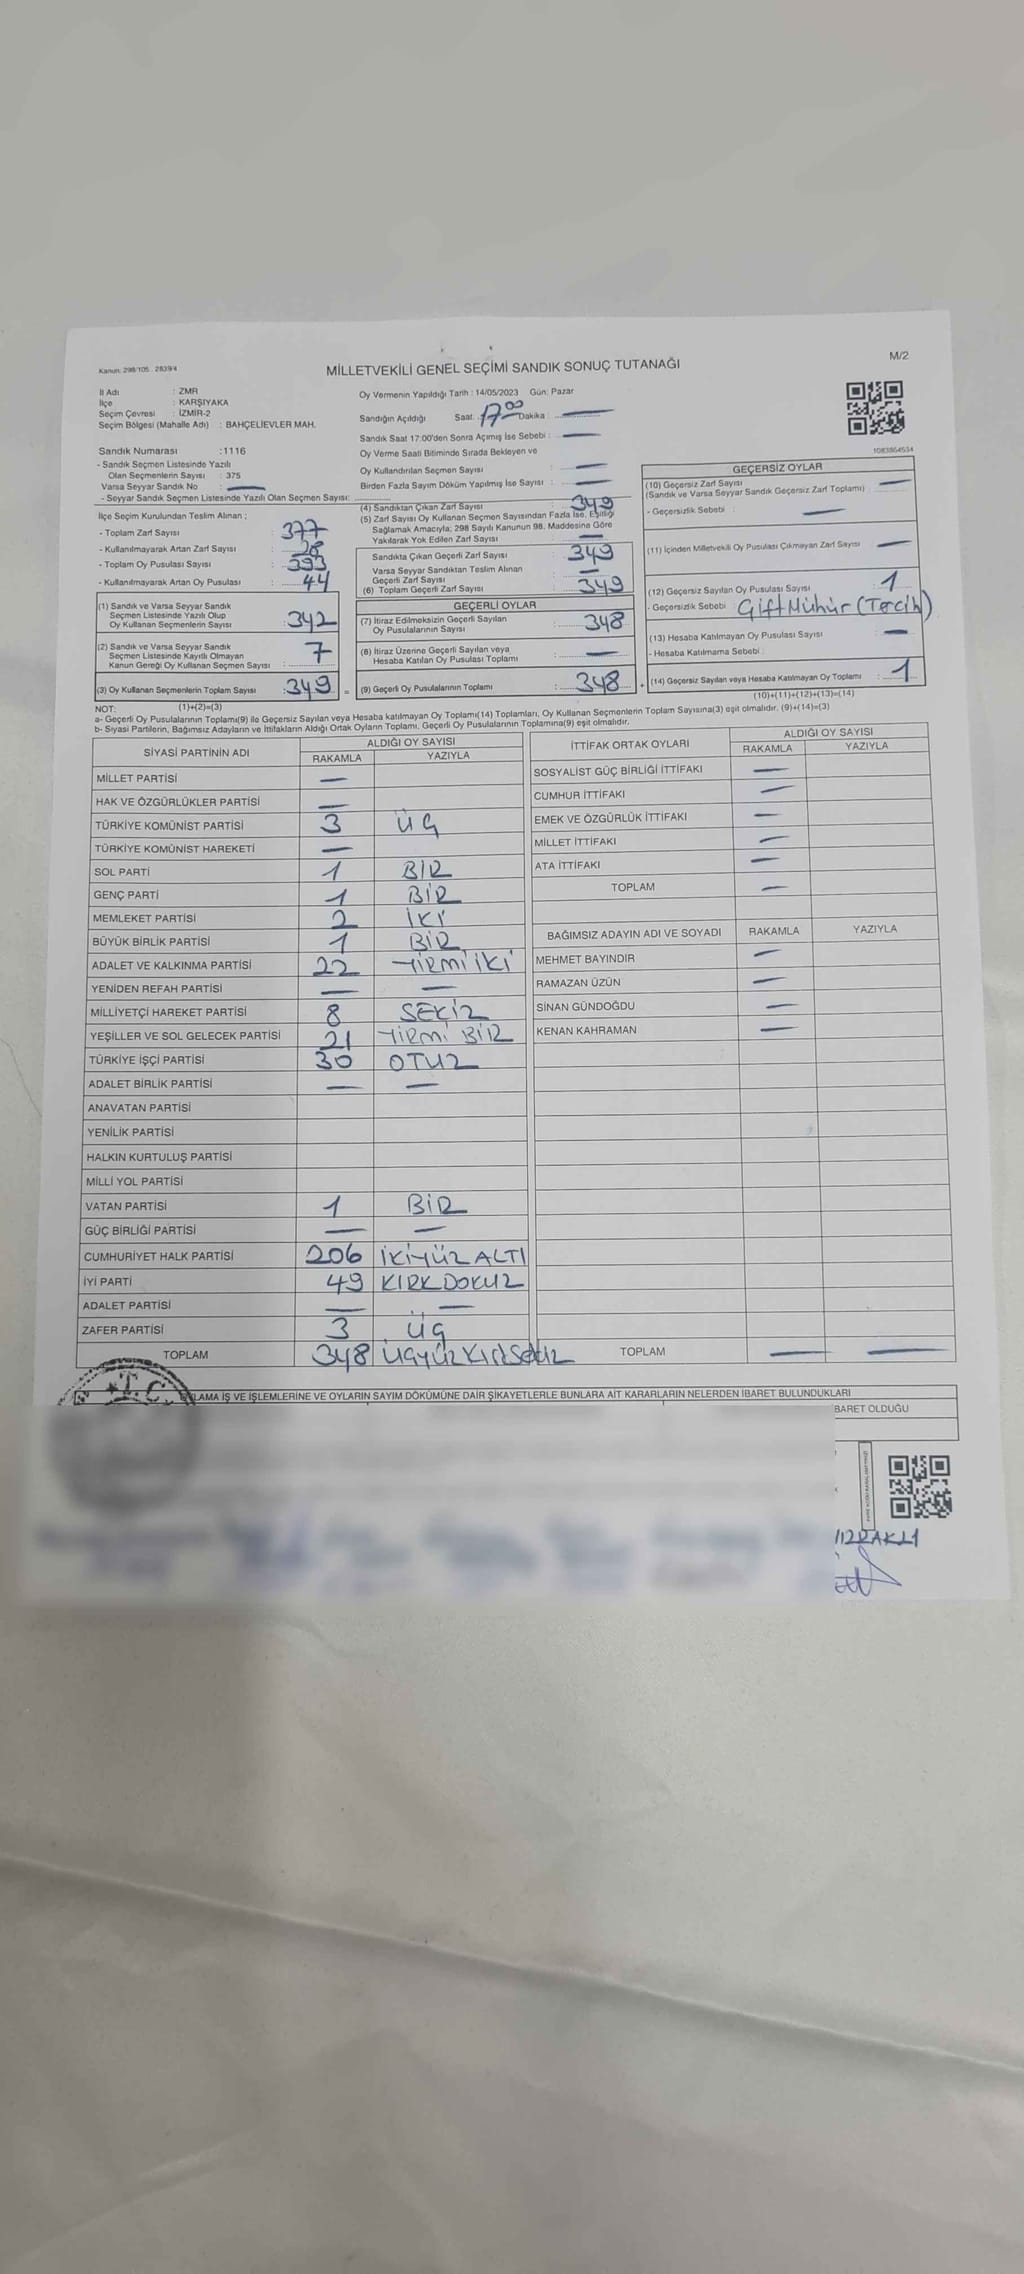 Kanun: 298/105 . 2839/4
MİLLETVEKİLİ GENEL SEÇİMİ SANDIK SONUÇ TUTANAĞI
M/2
İl Adı : ZMR
İlçe : KARŞIYAKA
Seçim Çevresi : İZMİR-2
Seçim Bölgesi (Mahalle Adı) : BAHÇELİEVLER MAH.
Oy Vermenin Yapıldığı Tarih : 14/05/2023 Gün: Pazar
Sandığın Açıldığı Saat: 17:00 Dakika : —
Sandık Saat 17:00'den Sonra Açımış İse Sebebi : —
Oy Verme Saati Bitiminde Sırada Bekleyen ve
Oy Kullandırılan Seçmen Sayısı : —
Birden Fazla Sayım Döküm Yapılmış İse Sayısı : —
1083864534
Sandık Numarası :1116
- Sandık Seçmen Listesinde Yazılı
Olan Seçmenlerin Sayısı : 375
Varsa Seyyar Sandık No : —
- Seyyar Sandık Seçmen Listesinde Yazılı Olan Seçmen Sayısı:
İlçe Seçim Kurulundan Teslim Alınan ;
- Toplam Zarf Sayısı : 377
- Kullanılmayarak Artan Zarf Sayısı : 28
- Toplam Oy Pusulası Sayısı : 393
- Kullanılmayarak Artan Oy Pusulası : 44
(1) Sandık ve Varsa Seyyar Sandık
Seçmen Listesinde Yazılı Olup
Oy Kullanan Seçmenlerin Sayısı : 342
(2) Sandık ve Varsa Seyyar Sandık
Seçmen Listesinde Kayıtlı Olmayan
Kanun Gereği Oy Kullanan Seçmen Sayısı : 7
(3) Oy Kullanan Seçmenlerin Toplam Sayısı : 349 =
(1)+(2)=(3)
(4) Sandıktan Çıkan Zarf Sayısı : 349
(5) Zarf Sayısı Oy Kullanan Seçmen Sayısından Fazla İse, Eşitliği
Sağlamak Amacıyla; 298 Sayılı Kanunun 98. Maddesine Göre
Yakılarak Yok Edilen Zarf Sayısı : —
Sandıkta Çıkan Geçerli Zarf Sayısı : 349
Varsa Seyyar Sandıktan Teslim Alınan
Geçerli Zarf Sayısı : —
(6) Toplam Geçerli Zarf Sayısı : 349
GEÇERLİ OYLAR
(7) İtiraz Edilmeksizin Geçerli Sayılan
Oy Pusulalarının Sayısı : 348
(8) İtiraz Üzerine Geçerli Sayılan veya
Hesaba Katılan Oy Pusulası Toplamı : —
(9) Geçerli Oy Pusulalarının Toplamı : 348 +
GEÇERSİZ OYLAR
(10) Geçersiz Zarf Sayısı : —
(Sandık ve Varsa Seyyar Sandık Geçersiz Zarf Toplamı)
- Geçersizlik Sebebi : —
(11) İçinden Milletvekili Oy Pusulası Çıkmayan Zarf Sayısı : —
(12) Geçersiz Sayılan Oy Pusulası Sayısı : 1
- Geçersizlik Sebebi : Çift Mühür (Tercih)
(13) Hesaba Katılmayan Oy Pusulası Sayısı : —
- Hesaba Katılmama Sebebi :
(14) Geçersiz Sayılan veya Hesaba Katılmayan Oy Toplamı : 1
(10)+(11)+(12)+(13)=(14)
NOT:
a- Geçerli Oy Pusulalarının Toplamı(9) ile Geçersiz Sayılan veya Hesaba katılmayan Oy Toplamı(14) Toplamları, Oy Kullanan Seçmenlerin Toplam Sayısına(3) eşit olmalıdır. (9)+(14)=(3)
b- Siyasi Partilerin, Bağımsız Adayların ve İttifakların Aldığı Ortak Oyların Toplamı, Geçerli Oy Pusulalarının Toplamına(9) eşit olmalıdır.
SİYASİ PARTİNİN ADI ALDIĞI OY SAYISI
RAKAMLA YAZIYLA
MİLLET PARTİSİ —
HAK VE ÖZGÜRLÜKLER PARTİSİ —
TÜRKİYE KOMÜNİST PARTİSİ 3 ÜÇ
TÜRKİYE KOMÜNİST HAREKETİ —
SOL PARTİ 1 BİR
GENÇ PARTİ 1 BİR
MEMLEKET PARTİSİ 2 İKİ
BÜYÜK BİRLİK PARTİSİ 1 BİR
ADALET VE KALKINMA PARTİSİ 22 YİRMİ İKİ
YENİDEN REFAH PARTİSİ — —
MİLLİYETÇİ HAREKET PARTİSİ 8 SEKİZ
YEŞİLLER VE SOL GELECEK PARTİSİ 21 YİRMİ BİR
TÜRKİYE İŞÇİ PARTİSİ 30 OTUZ
ADALET BİRLİK PARTİSİ — —
ANAVATAN PARTİSİ
YENİLİK PARTİSİ
HALKIN KURTULUŞ PARTİSİ
MİLLİ YOL PARTİSİ
VATAN PARTİSİ 1 BİR
GÜÇ BİRLİĞİ PARTİSİ — —
CUMHURİYET HALK PARTİSİ 206 İKİYÜZ ALTI
İYİ PARTİ 49 KIRK DOKUZ
ADALET PARTİSİ — —
ZAFER PARTİSİ 3 ÜÇ
TOPLAM 348 ÜÇYÜZ KIRKSEKİZ
İTTİFAK ORTAK OYLARI ALDIĞI OY SAYISI
RAKAMLA YAZIYLA
SOSYALİST GÜÇ BİRLİĞİ İTTİFAKI —
CUMHUR İTTİFAKI —
EMEK VE ÖZGÜRLÜK İTTİFAKI —
MİLLET İTTİFAKI —
ATA İTTİFAKI —
TOPLAM —
BAĞIMSIZ ADAYIN ADI VE SOYADI RAKAMLA YAZIYLA
MEHMET BAYINDIR —
RAMAZAN ÜZÜN —
SİNAN GÜNDOĞDU —
KENAN KAHRAMAN —
TOPLAM — —
T.C.
LAMA İŞ VE İŞLEMLERİNE VE OYLARIN SAYIM DÖKÜMÜNE DAİR ŞİKAYETLERLE BUNLARA AİT KARARLARIN NELERDEN İBARET BULUNDUKLARI
BARET OLDUĞU